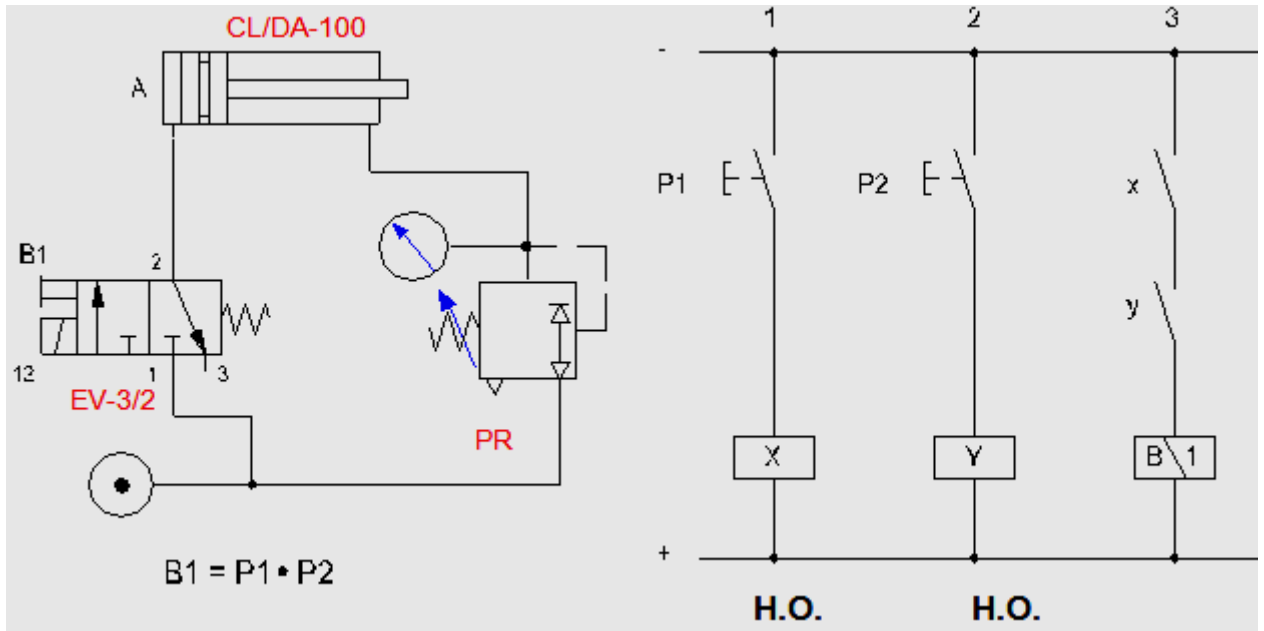 CL/DA-100
A
B1
2
12
1
3
EV-3/2
PR
B1 = P1 • P2
1
2
3
-
P1
P2
x
y
X
Y
B 1
+
H.O.
H.O.